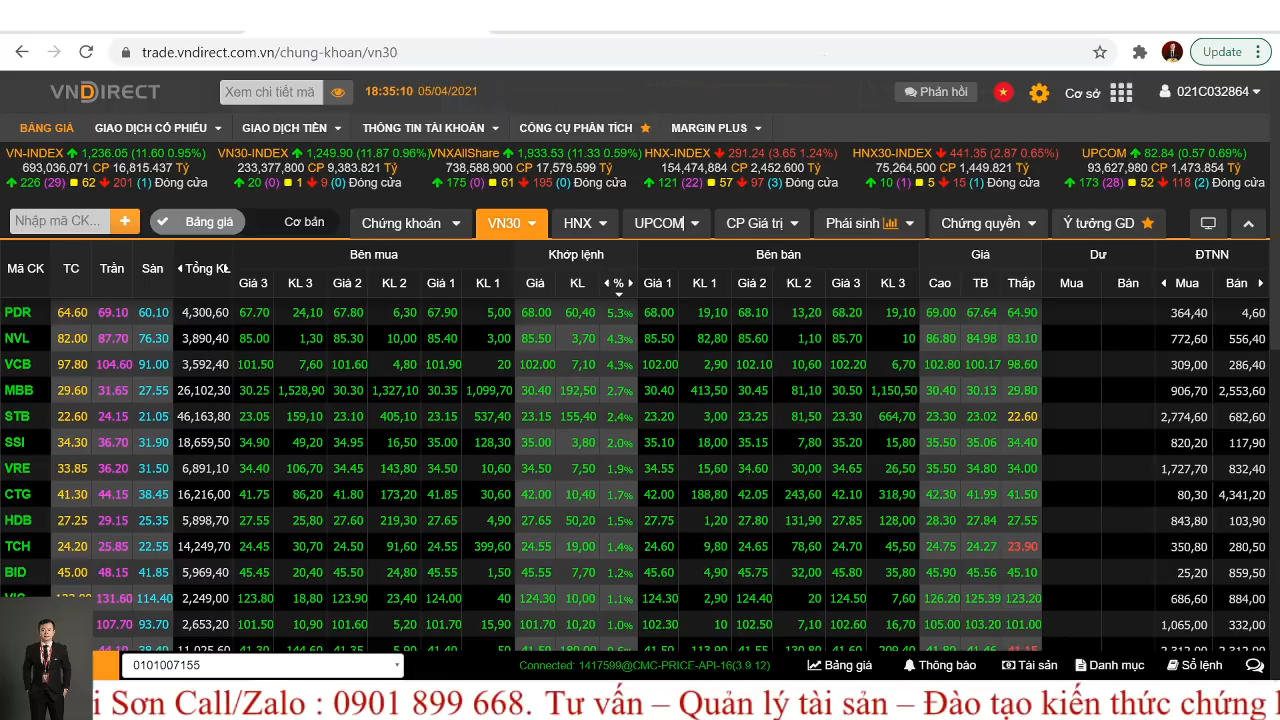 trade.vndirect.com.vn/chung-khoan/vn30 Update
VNDIRECT Xem chi tiết mã 18:35:10 05/04/2021 Phản hồi Cơ sở 021C032864
BẢNG GIÁ GIAO DỊCH CỔ PHIẾU GIAO DỊCH TIỀN THÔNG TIN TÀI KHOẢN CÔNG CỤ PHÂN TÍCH MARGIN PLUS
VN-INDEX 1,236.05 (11.60 0.95%) VN30-INDEX 1,249.90 (11.87 0.96%) VNXAllShare 1,933.53 (11.33 0.59%) HNX-INDEX 291.24 (3.65 1.24%) HNX30-INDEX 441.35 (2.87 0.65%) UPCOM 82.84 (0.57 0.69%)
693,036,071 CP 16,815.437 Tỷ 233,377,800 CP 9,383.821 Tỷ 738,588,900 CP 17,579.599 Tỷ 154,474,884 CP 2,452.600 Tỷ 75,264,500 CP 1,449.821 Tỷ 93,627,980 CP 1,473.854 Tỷ
226 (29) 62 201 (1) Đóng cửa 20 (0) 1 9 (0) Đóng cửa 175 (0) 61 195 (0) Đóng cửa 121 (22) 57 97 (3) Đóng cửa 10 (1) 5 15 (1) Đóng cửa 173 (28) 52 118 (2) Đóng cửa
Nhập mã CK... + Bảng giá Cơ bản Chứng khoán VN30 HNX UPCOM CP Giá trị Phái sinh Chứng quyền Ý tưởng GD
Bên mua Khớp lệnh Bên bán Giá Dư ĐTNN
Mã CK TC Trần Sàn Tổng KL
Giá 3 KL 3 Giá 2 KL 2 Giá 1 KL 1 Giá KL % Giá 1 KL 1 Giá 2 KL 2 Giá 3 KL 3 Cao TB Thấp Mua Bán Mua Bán
PDR 64.60 69.10 60.10 4,300,60 67.70 24,10 67.80 6,30 67.90 5,00 68.00 60,40 5.3% 68.00 19,10 68.10 13,20 68.20 19,10 69.00 67.64 64.90 364,40 4,60
NVL 82.00 87.70 76.30 3,890,40 85.00 1,30 85.30 10,00 85.40 3,00 85.50 3,70 4.3% 85.50 82,80 85.60 1,10 85.70 10 86.80 84.98 83.10 772,60 556,40
VCB 97.80 104.60 91.00 3,592,40 101.50 7,60 101.60 4,80 101.90 20 102.00 7,10 4.3% 102.00 2,90 102.10 10,60 102.20 6,70 102.80 100.17 98.60 309,00 286,40
MBB 29.60 31.65 27.55 26,102,30 30.25 1,528,90 30.30 1,327,10 30.35 1,099,70 30.40 192,50 2.7% 30.40 413,50 30.45 81,10 30.50 1,150,50 30.40 30.13 29.80 906,70 2,553,60
STB 22.60 24.15 21.05 46,163,80 23.05 159,10 23.10 405,10 23.15 537,40 23.15 155,40 2.4% 23.20 3,00 23.25 81,50 23.30 664,70 23.30 23.02 22.60 2,774,60 682,60
SSI 34.30 36.70 31.90 18,659,50 34.90 49,20 34.95 16,50 35.00 128,30 35.00 3,80 2.0% 35.10 18,00 35.15 7,80 35.20 15,80 35.50 35.06 34.40 820,20 117,90
VRE 33.85 36.20 31.50 6,891,10 34.40 106,70 34.45 143,80 34.50 10,60 34.50 7,50 1.9% 34.55 15,60 34.60 30,00 34.65 26,50 35.50 34.80 34.00 1,727,70 832,40
CTG 41.30 44.15 38.45 16,216,00 41.75 86,20 41.80 173,20 41.85 30,60 42.00 10,40 1.7% 42.00 188,80 42.05 243,60 42.10 318,90 42.30 41.99 41.50 80,30 4,341,20
HDB 27.25 29.15 25.35 5,898,70 27.55 25,80 27.60 219,30 27.65 4,90 27.65 50,20 1.5% 27.75 1,20 27.80 131,90 27.85 128,00 28.30 27.84 27.55 843,80 103,90
TCH 24.20 25.85 22.55 14,249,70 24.45 30,70 24.50 91,60 24.55 399,60 24.55 19,00 1.4% 24.60 9,80 24.65 78,60 24.70 45,50 24.75 24.27 23.90 350,80 280,50
BID 45.00 48.15 41.85 5,969,40 45.45 20,40 45.50 24,80 45.55 1,50 45.55 7,70 1.2% 45.60 4,90 45.75 32,00 45.80 35,80 45.90 45.56 45.10 25,20 859,50
131.60 114.40 2,249,00 123.80 18,80 123.90 23,40 124.00 40 124.30 10,00 1.1% 124.30 2,90 124.40 20 124.50 7,60 126.20 125.39 123.20 686,60 884,00
107.70 93.70 2,653,20 101.50 10,90 101.60 5,20 101.70 15,90 101.70 10,20 1.0% 102.30 10 102.50 7,10 102.60 16,70 105.00 103.20 101.00 1,065,00 332,00
0101007155 Connected: 1417599@CMC-PRICE-API-16(3.9.12) Bảng giá Thông báo Tài sản Danh mục Sổ lệnh
i Sơn Call/Zalo : 0901 899 668. Tư vấn – Quản lý tài sản – Đào tạo kiến thức chứng